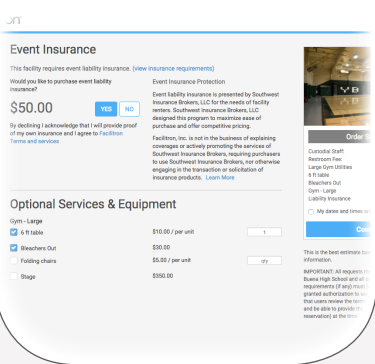 on
Event Insurance
This facility requires event liability insurance. (view insurance requirements)
Would you like to purchase event liability
insurance?
$50.00
YES
NO
By declining I acknowledge that I will provide proof
of my own insurance and I agree to Facilitron
Terms and services
Event Insurance Protection
Event liability insurance is presented by Southwest
Insurance Brokers, LLC for the needs of facility
renters. Southwest Insurance Brokers, LLC
designed this program to maximize ease of
purchase and offer competitive pricing.
Facilitron, Inc. is not in the business of explaining
coverages or actively promoting the services of
Southwest Insurance Brokers, requiring purchasers
to use Southwest Insurance Brokers, nor otherwise
engaging in the transaction or solicitation of
insurance products. Learn More
Optional Services & Equipment
Gym - Large
6 ft table $10.00 / per unit 1
Bleachers Out $30.00
Folding chairs $5.00 / per unit qty
Stage $350.00
YB
Order S
Custodial Staff
Restroom Fee:
Large Gym Utilities
6 ft table
Bleachers Out
Gym - Large
Liability Insurance
My dates and times
This is the best estimate
information.
IMPORTANT: All requests
Buena High School and
requirements (if any)
granted authorization to
that users review the
and be able to provide
reservation) at the time